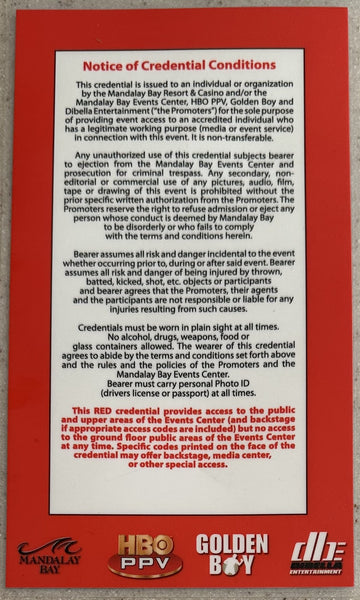 Notice of Credential Conditions
This credential is issued to an individual or organization
by the Mandalay Bay Resort & Casino and/or the
Mandalay Bay Events Center, HBO PPV, Golden Boy and
Dibella Entertainment ("the Promoters") for the sole purpose
of providing event access to an accredited individual who
has a legitimate working purpose (media or event service)
in connection with this event. It is non-transferable.
Any unauthorized use of this credential subjects bearer
to ejection from the Mandalay Bay Events Center and
prosecution for criminal trespass. Any secondary, non-
editorial or commercial use of any pictures, audio, film,
tape or drawing of this event is prohibited without the
prior specific written authorization from the Promoters. The
Promoters reserve the right to refuse admission or eject any
person whose conduct is deemed by Mandalay Bay
to be disorderly or who fails to comply
with the terms and conditions herein.
Bearer assumes all risk and danger incidental to the event
whether occurring prior to, during or after said event. Bearer
assumes all risk and danger of being injured by thrown,
batted, kicked, shot, etc. objects or participants
and bearer agrees that the Promoters, their agents
and the participants are not responsible or liable for any
injuries resulting from such causes.
Credentials must be worn in plain sight at all times.
No alcohol, drugs, weapons, food or
glass containers allowed. The wearer of this credential
agrees to abide by the terms and conditions set forth above
and the rules and the policies of the Promoters and the
Mandalay Bay Events Center.
Bearer must carry personal Photo ID
(drivers license or passport) at all times.
This RED credential provides access to the public
and upper areas of the Events Center (and backstage
if appropriate access codes are included) but no access
to the ground floor public areas of the Events Center
at any time. Specific codes printed on the face of the
credential may offer backstage, media center,
or other special access.
MANDALAY BAY
HBO PPV
GOLDEN BOY
dbe
DIBELLA
ENTERTAINMENT